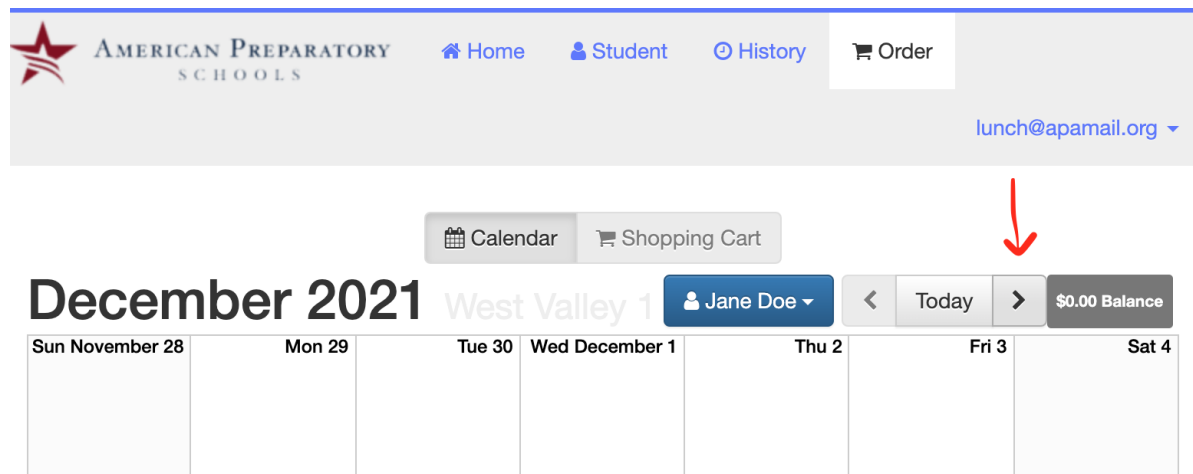 AMERICAN PREPARATORY
SCHOOLS
Home
Student
History
Order
lunch@apamail.org
Calendar
Shopping Cart
December 2021
West Valley 1
Jane Doe
Today
$0.00 Balance
Sun November 28
Mon 29
Tue 30
Wed December 1
Thu 2
Fri 3
Sat 4